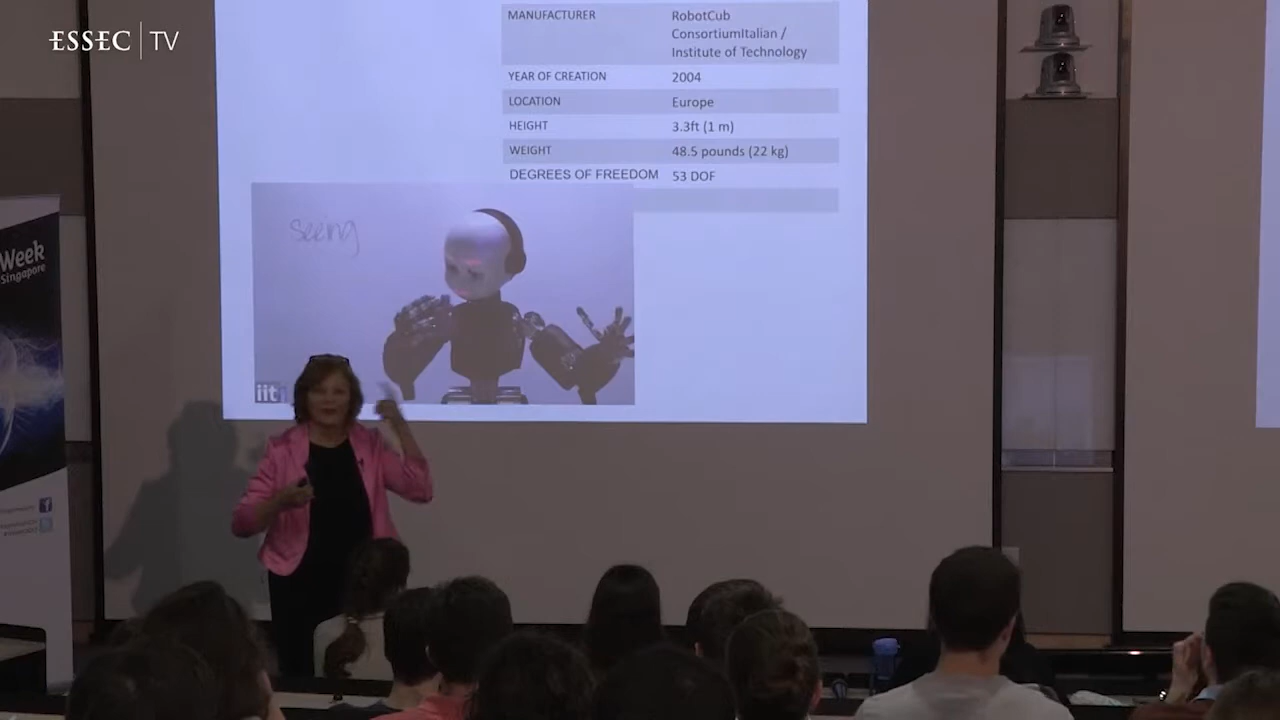 ESSEC TV
MANUFACTURER RobotCub
ConsortiumItalian /
Institute of Technology
YEAR OF CREATION 2004
LOCATION Europe
HEIGHT 3.3ft (1 m)
WEIGHT 48.5 pounds (22 kg)
DEGREES OF FREEDOM 53 DOF
seeing
iit
Week
Singapore